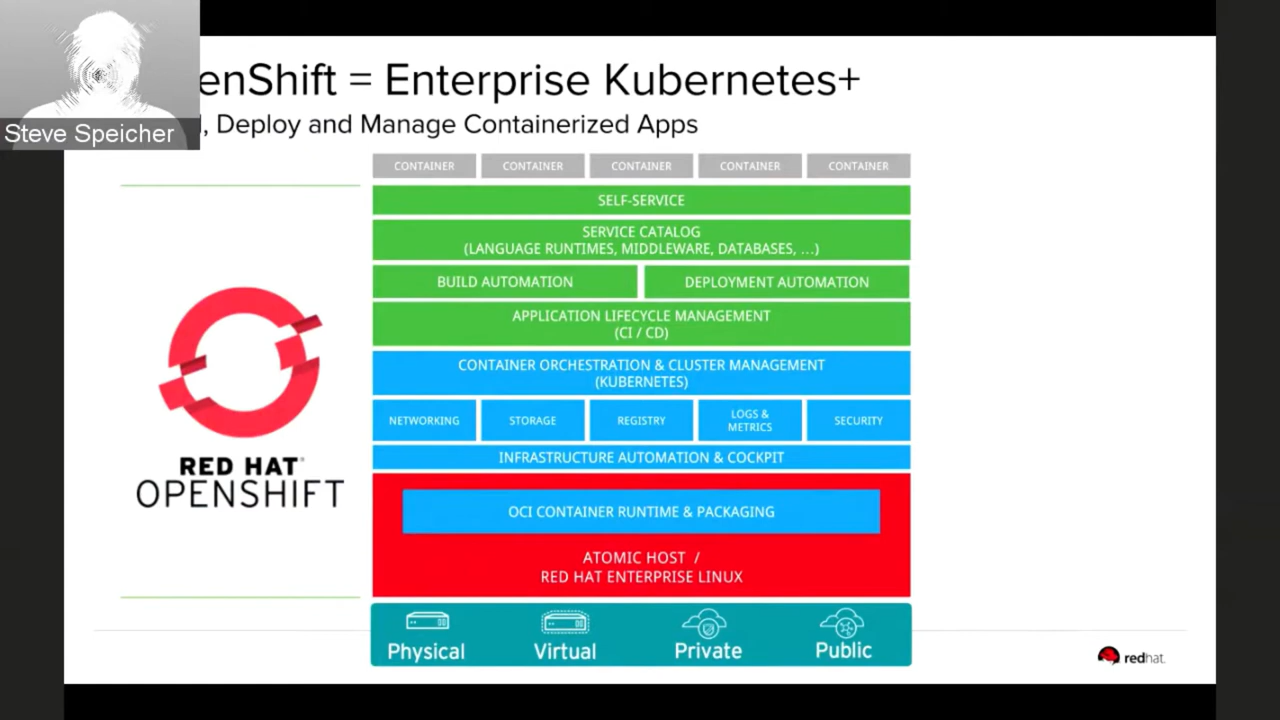 enShift = Enterprise Kubernetes+
Steve Speicher
, Deploy and Manage Containerized Apps
CONTAINER CONTAINER CONTAINER CONTAINER CONTAINER
SELF-SERVICE
SERVICE CATALOG
(LANGUAGE RUNTIMES, MIDDLEWARE, DATABASES, ...)
BUILD AUTOMATION DEPLOYMENT AUTOMATION
APPLICATION LIFECYCLE MANAGEMENT
(CI / CD)
CONTAINER ORCHESTRATION & CLUSTER MANAGEMENT
(KUBERNETES)
NETWORKING STORAGE REGISTRY LOGS & METRICS SECURITY
INFRASTRUCTURE AUTOMATION & COCKPIT
OCI CONTAINER RUNTIME & PACKAGING
ATOMIC HOST /
RED HAT ENTERPRISE LINUX
Physical Virtual Private Public
RED HAT®
OPENSHIFT
redhat.